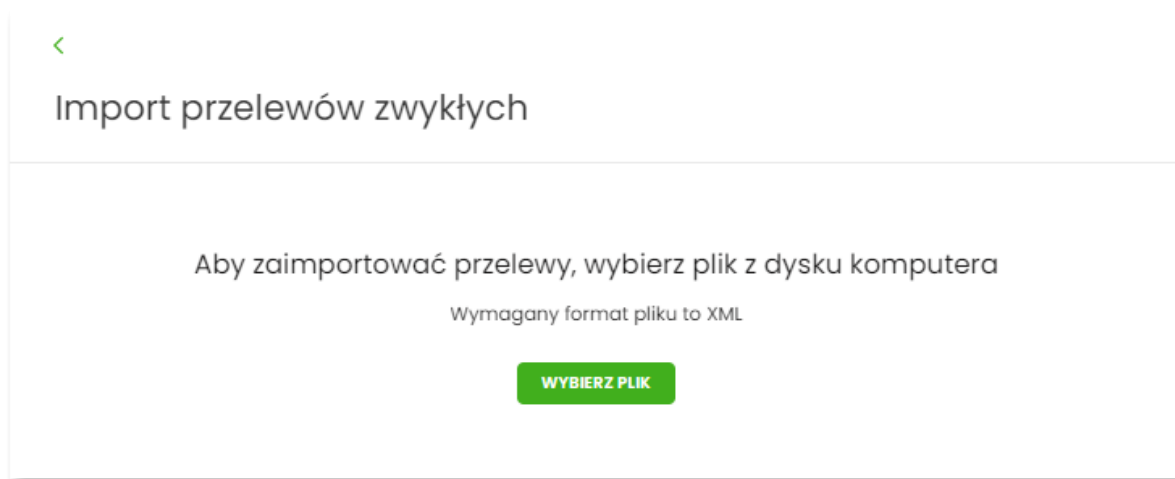 Import przelewów zwykłych
Aby zaimportować przelewy, wybierz plik z dysku komputera
Wymagany format pliku to XML
WYBIERZ PLIK